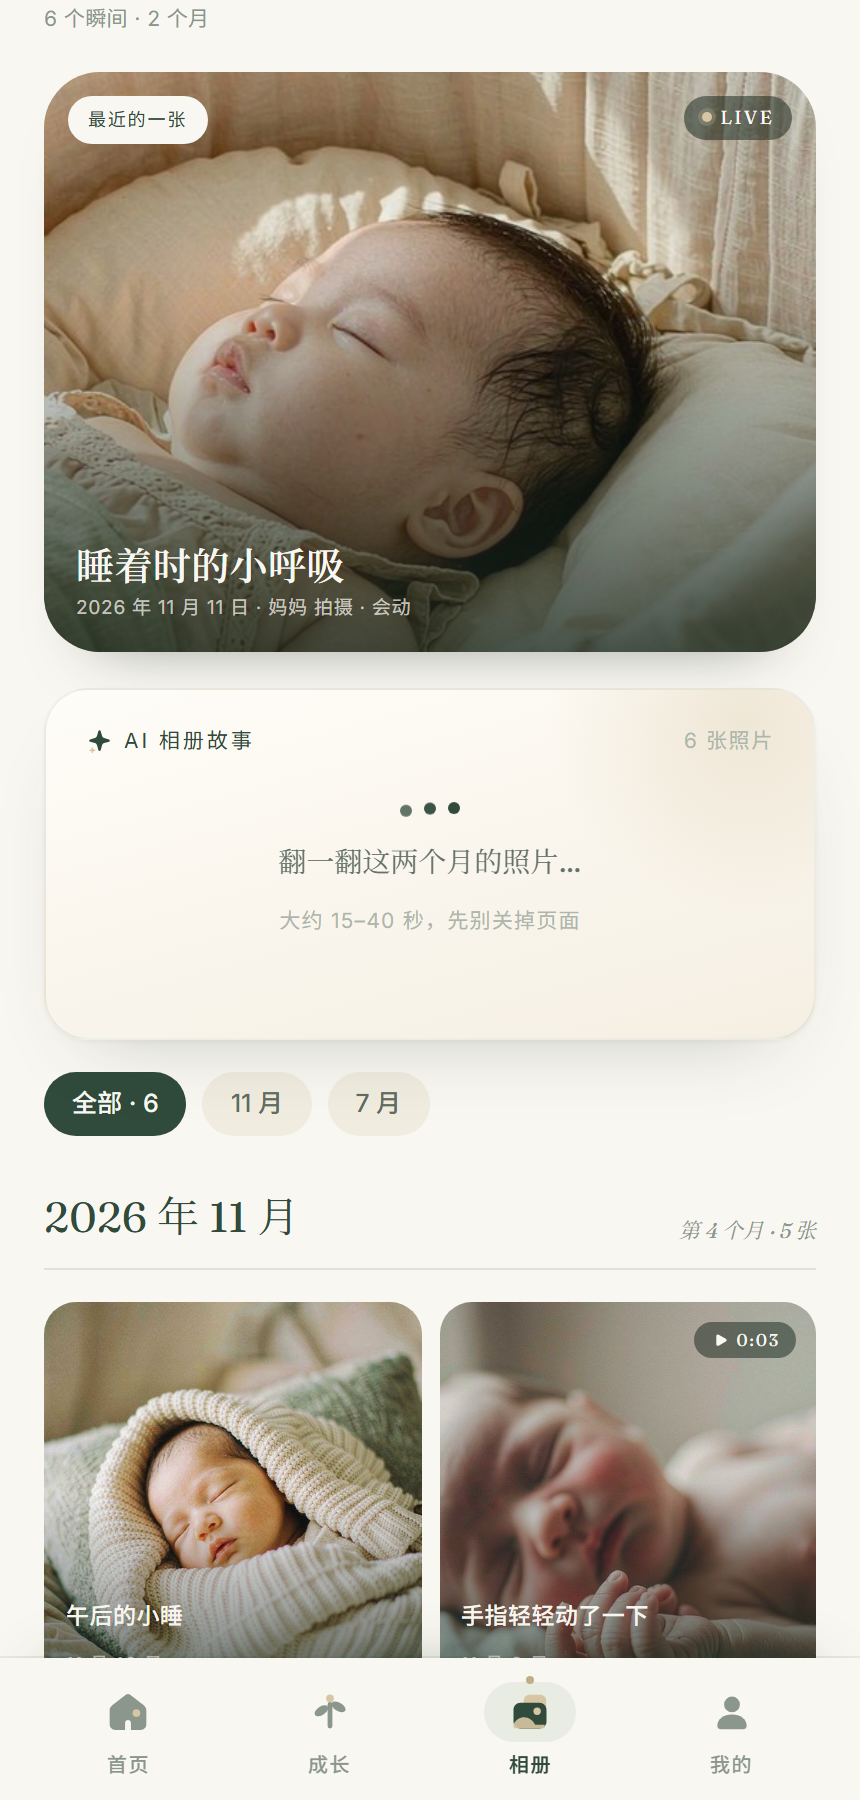 6 个瞬间 · 2 个月
最近的一张
LIVE
睡着时的小呼吸
2026 年 11 月 11 日 · 妈妈 拍摄 · 会动
AI 相册故事
6 张照片
翻一翻这两个月的照片...
大约 15–40 秒，先别关掉页面
全部 · 6
11 月
7 月
2026 年 11 月
第 4 个月 · 5 张
0:03
午后的小睡
手指轻轻动了一下
首页
成长
相册
我的